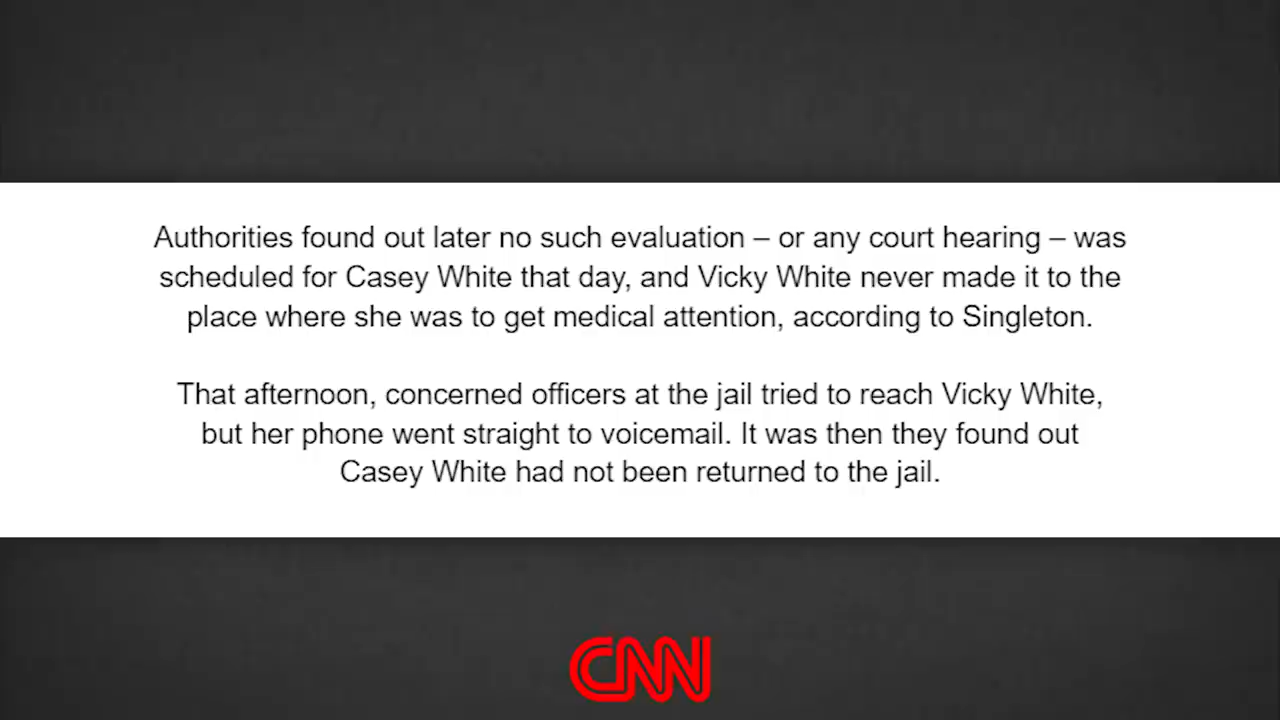 Authorities found out later no such evaluation – or any court hearing – was
scheduled for Casey White that day, and Vicky White never made it to the
place where she was to get medical attention, according to Singleton.
That afternoon, concerned officers at the jail tried to reach Vicky White,
but her phone went straight to voicemail. It was then they found out
Casey White had not been returned to the jail.
CNN